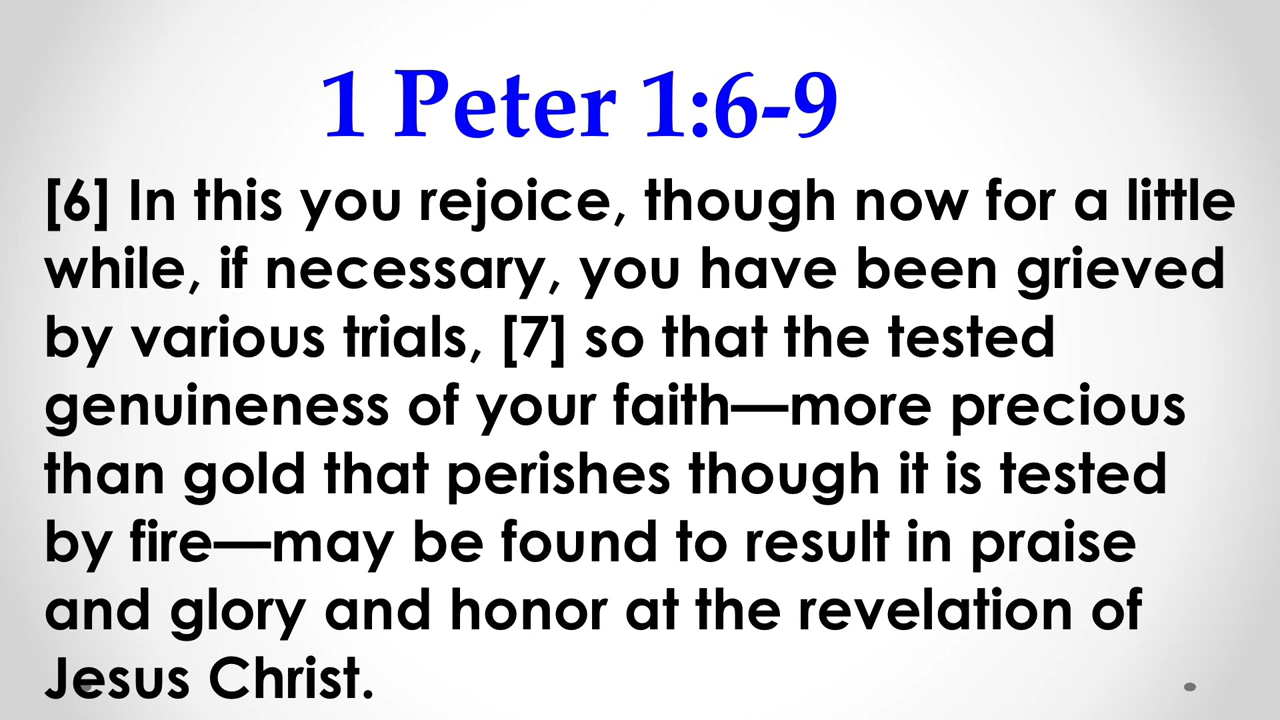 1 Peter 1:6-9
[6] In this you rejoice, though now for a little
while, if necessary, you have been grieved
by various trials, [7] so that the tested
genuineness of your faith—more precious
than gold that perishes though it is tested
by fire—may be found to result in praise
and glory and honor at the revelation of
Jesus Christ.